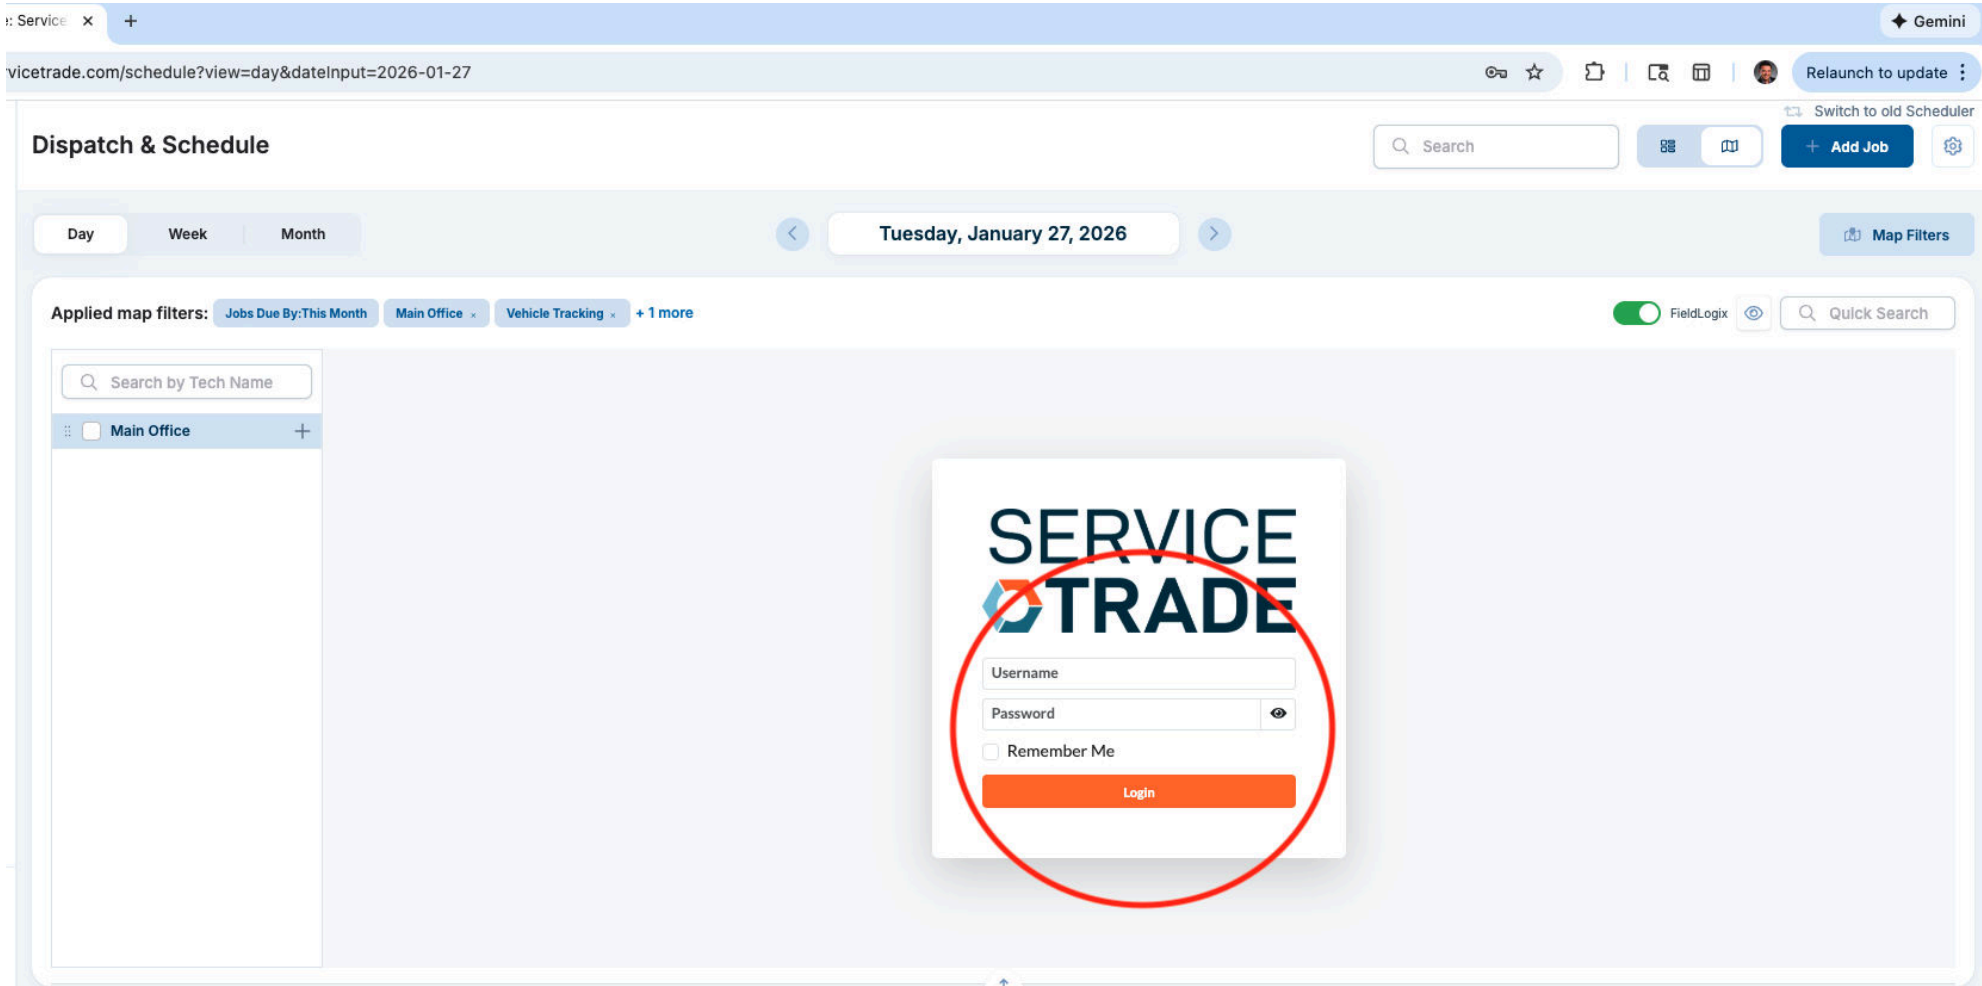 e: Service
Gemini
vicetrade.com/schedule?view=day&dateInput=2026-01-27
Relaunch to update
Switch to old Scheduler
Dispatch & Schedule
Search
+ Add Job
Day Week Month
Tuesday, January 27, 2026
Map Filters
Applied map filters: Jobs Due By:This Month Main Office × Vehicle Tracking × + 1 more
FieldLogix
Quick Search
Search by Tech Name
Main Office +
SERVICE
TRADE
Username
Password
Remember Me
Login